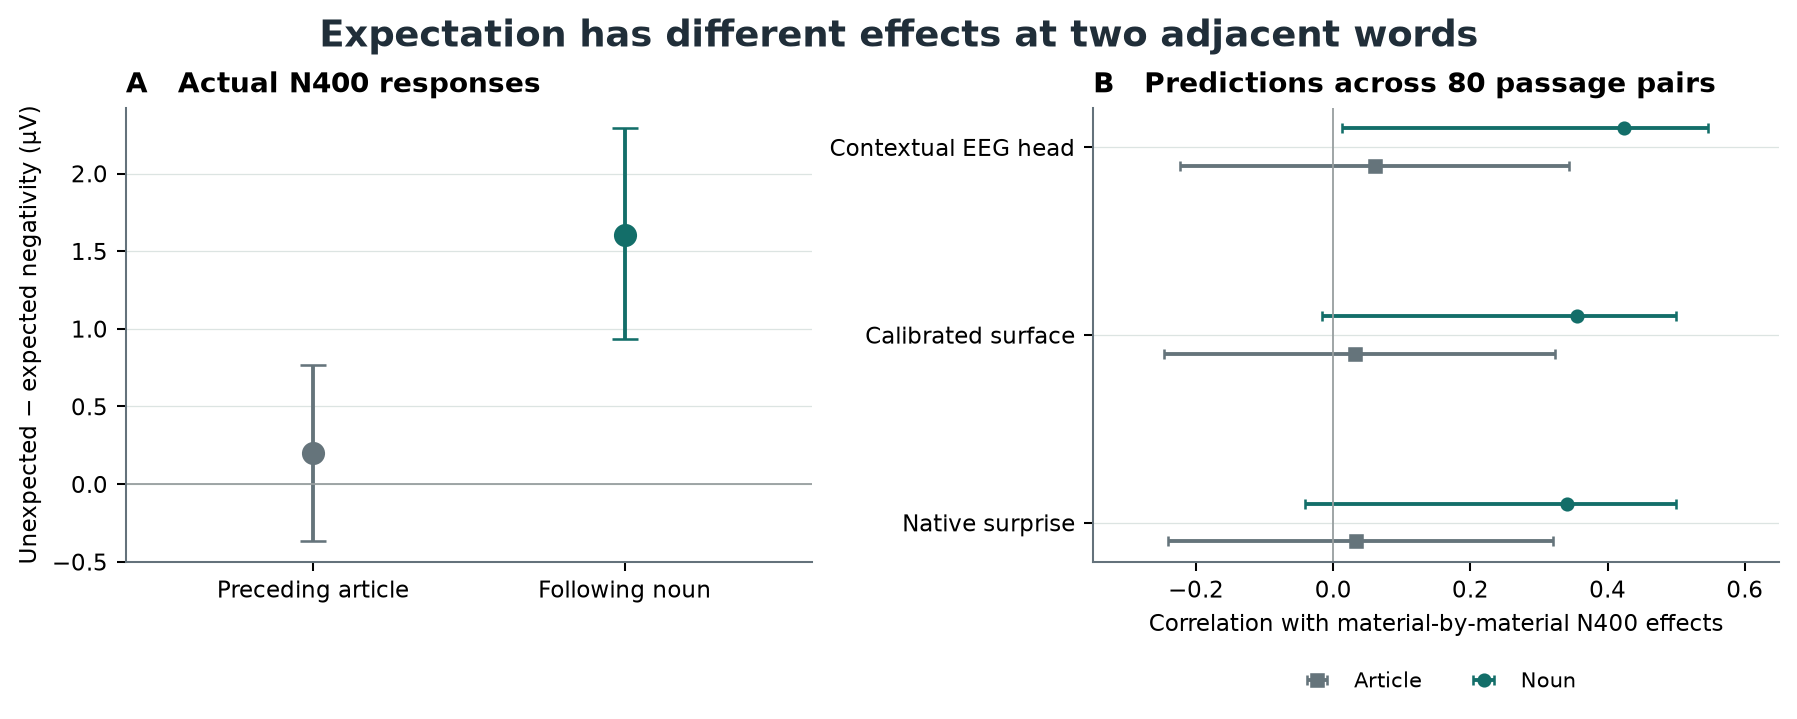 Expectation has different effects at two adjacent words
A Actual N400 responses
Unexpected − expected negativity (µV)
2.0
1.5
1.0
0.5
0.0
−0.5
Preceding article
Following noun
B Predictions across 80 passage pairs
Contextual EEG head
Calibrated surface
Native surprise
−0.2
0.0
0.2
0.4
0.6
Correlation with material-by-material N400 effects
Article
Noun